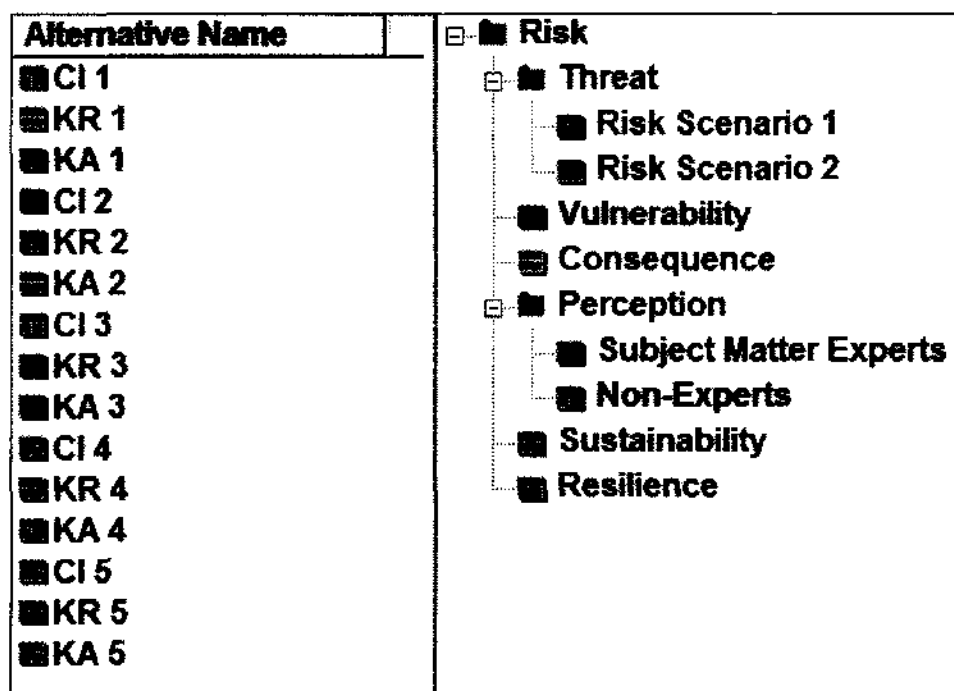 Alternative Name
CI 1
KR 1
KA 1
CI 2
KR 2
KA 2
CI 3
KR 3
KA 3
CI 4
KR 4
KA 4
CI 5
KR 5
KA 5
Risk
Threat
Risk Scenario 1
Risk Scenario 2
Vulnerability
Consequence
Perception
Subject Matter Experts
Non-Experts
Sustainability
Resilience